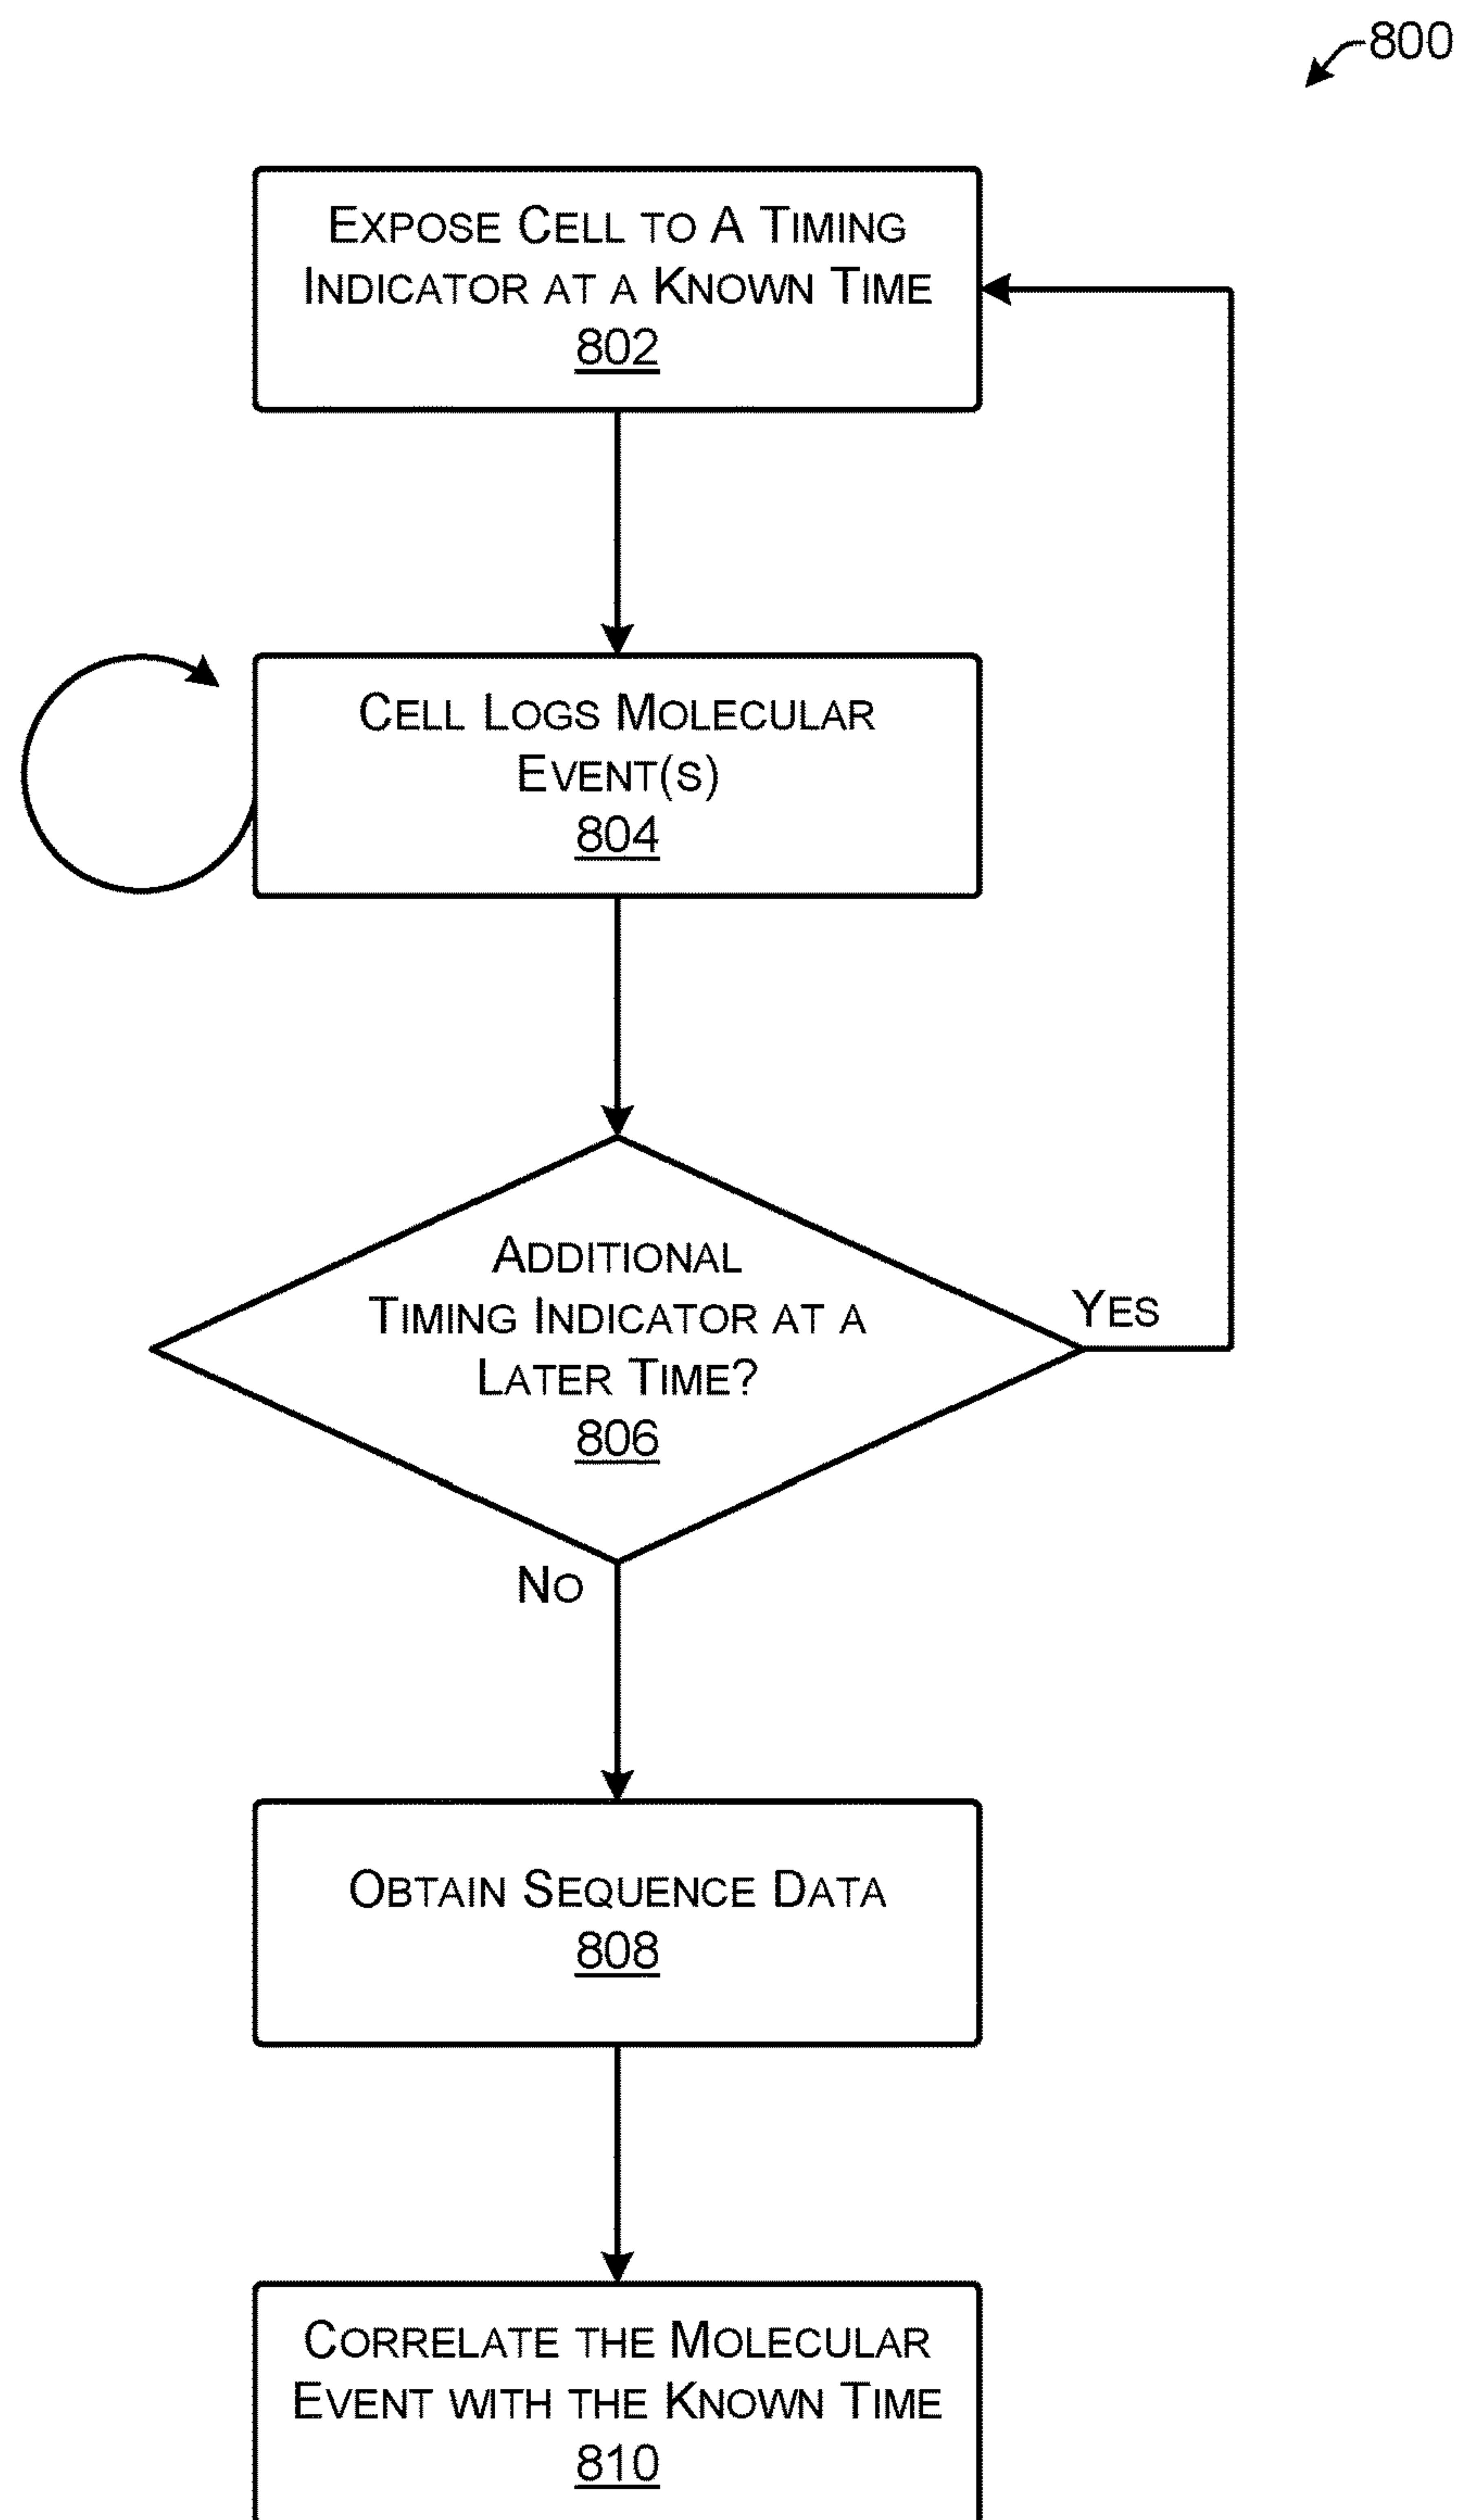 800
EXPOSE CELL TO A TIMING
INDICATOR AT A KNOWN TIME
802
CELL LOGS MOLECULAR
EVENT(S)
804
ADDITIONAL
TIMING INDICATOR AT A
LATER TIME?
806
YES
NO
OBTAIN SEQUENCE DATA
808
CORRELATE THE MOLECULAR
EVENT WITH THE KNOWN TIME
810